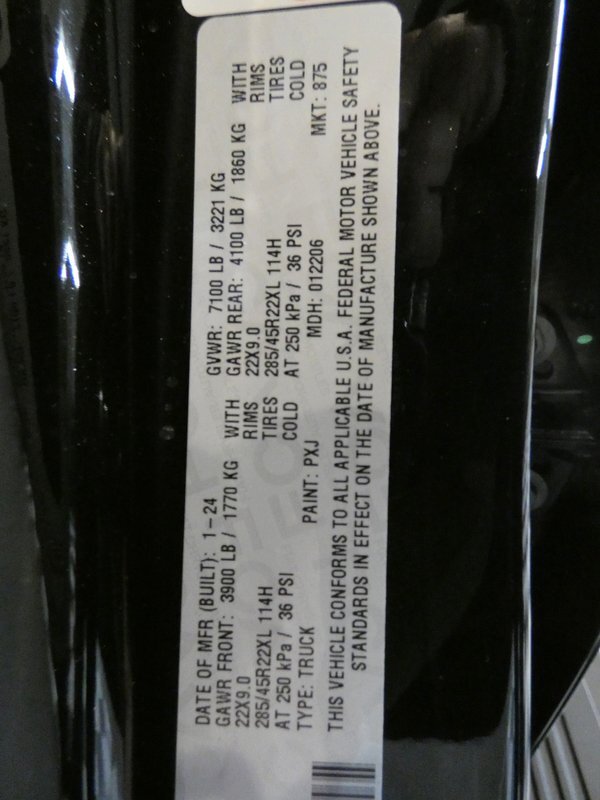 DATE OF MFR (BUILT): 1-24 GVWR: 7100 LB / 3221 KG
GAWR FRONT: 3900 LB / 1770 KG WITH GAWR REAR: 4100 LB / 1860 KG WITH
22X9.0 RIMS 22X9.0 RIMS
285/45R22XL 114H TIRES 285/45R22XL 114H TIRES
AT 250 kPa / 36 PSI COLD AT 250 kPa / 36 PSI COLD
TYPE: TRUCK PAINT: PXJ MDH: 012206 MKT: 875
THIS VEHICLE CONFORMS TO ALL APPLICABLE U.S.A. FEDERAL MOTOR VEHICLE SAFETY
STANDARDS IN EFFECT ON THE DATE OF MANUFACTURE SHOWN ABOVE.